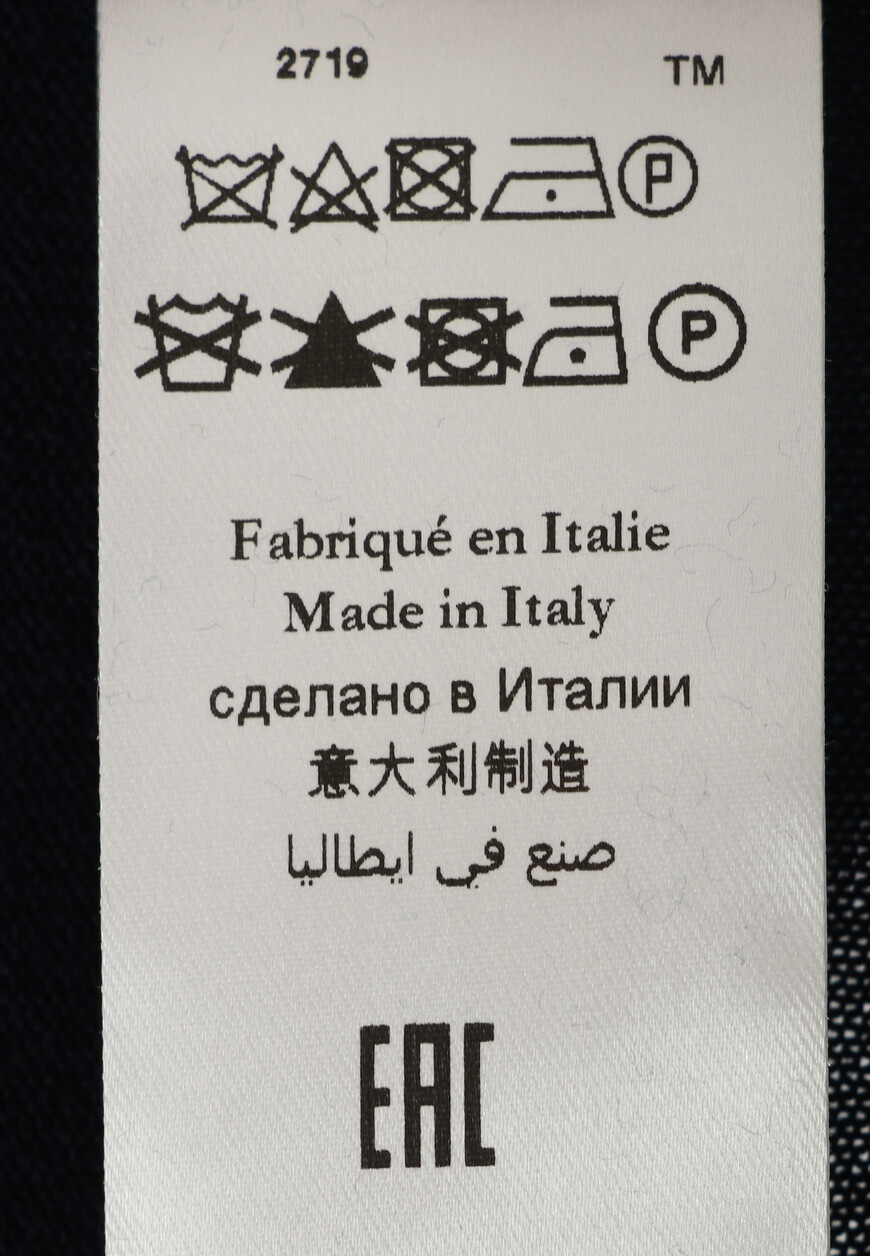 2719 TM
P
P
Fabriqué en Italie
Made in Italy
сделано в Италии
意大利制造
صنع في ايطاليا
EAC